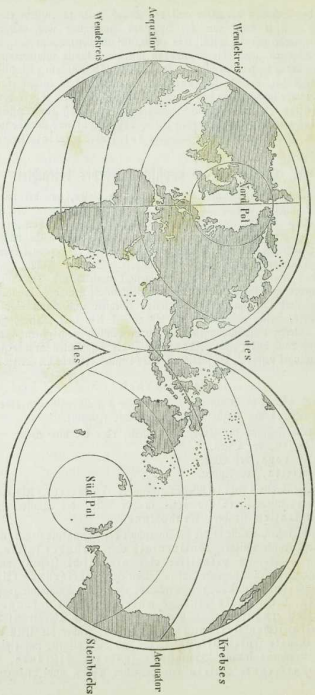 Wendekreis
des
Krebses
Aequator
Aequator
Wendekreis
des
Steinbocks
Nord Pol
Süd Pol